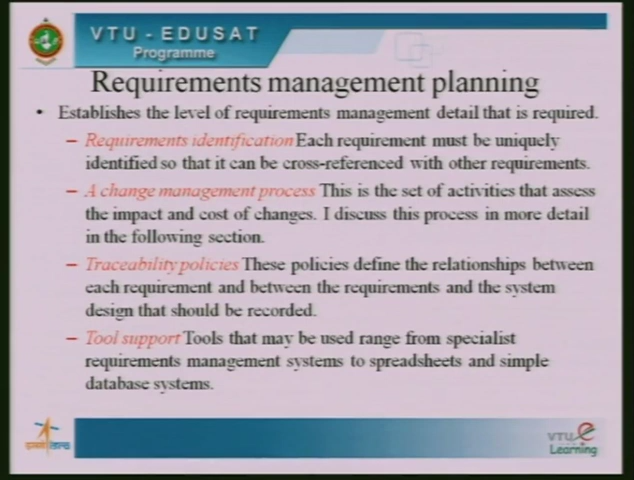 VTU - EDUSAT
Programme
Requirements management planning
• Establishes the level of requirements management detail that is required.
– Requirements identification Each requirement must be uniquely
identified so that it can be cross-referenced with other requirements.
– A change management process This is the set of activities that assess
the impact and cost of changes. I discuss this process in more detail
in the following section.
– Traceability policies These policies define the relationships between
each requirement and between the requirements and the system
design that should be recorded.
– Tool support Tools that may be used range from specialist
requirements management systems to spreadsheets and simple
database systems.
VTU e
Learning